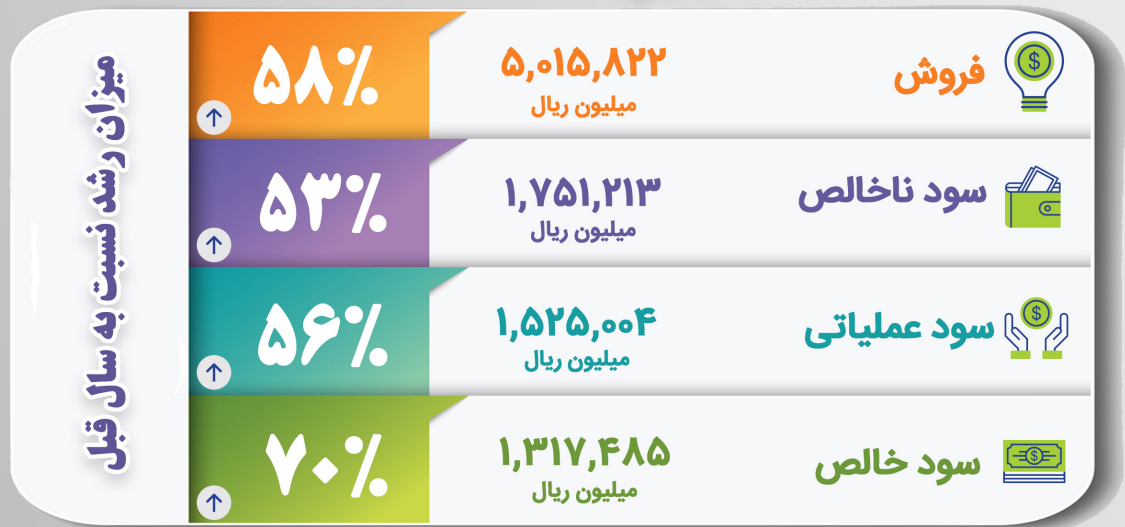 فروش
۵,۰۱۵,۸۲۲
میلیون ریال
۵۸%
سود ناخالص
۱,۷۵۱,۲۱۳
میلیون ریال
۵۳%
سود عملیاتی
۱,۵۲۵,۰۰۴
میلیون ریال
۵۶%
سود خالص
۱,۳۱۷,۴۸۵
میلیون ریال
۷۰%
میزان رشد نسبت به سال قبل